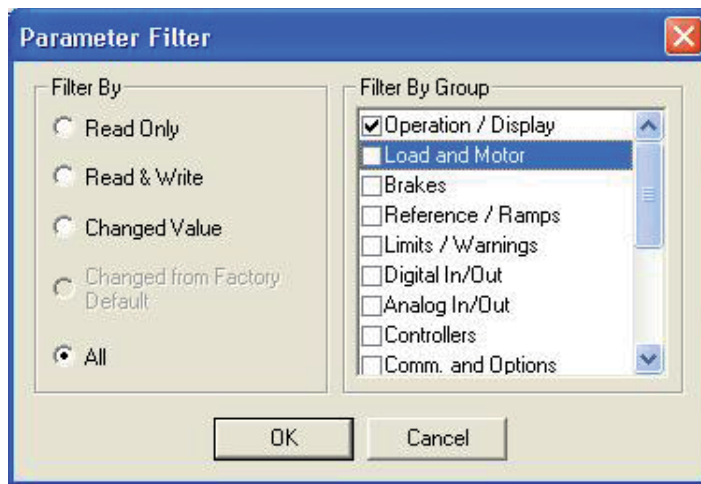 Parameter Filter
Filter By
Read Only
Read & Write
Changed Value
Changed from Factory
Default
All
Filter By Group
Operation / Display
Load and Motor
Brakes
Reference / Ramps
Limits / Warnings
Digital In/Out
Analog In/Out
Controllers
Comm. and Options
OK
Cancel